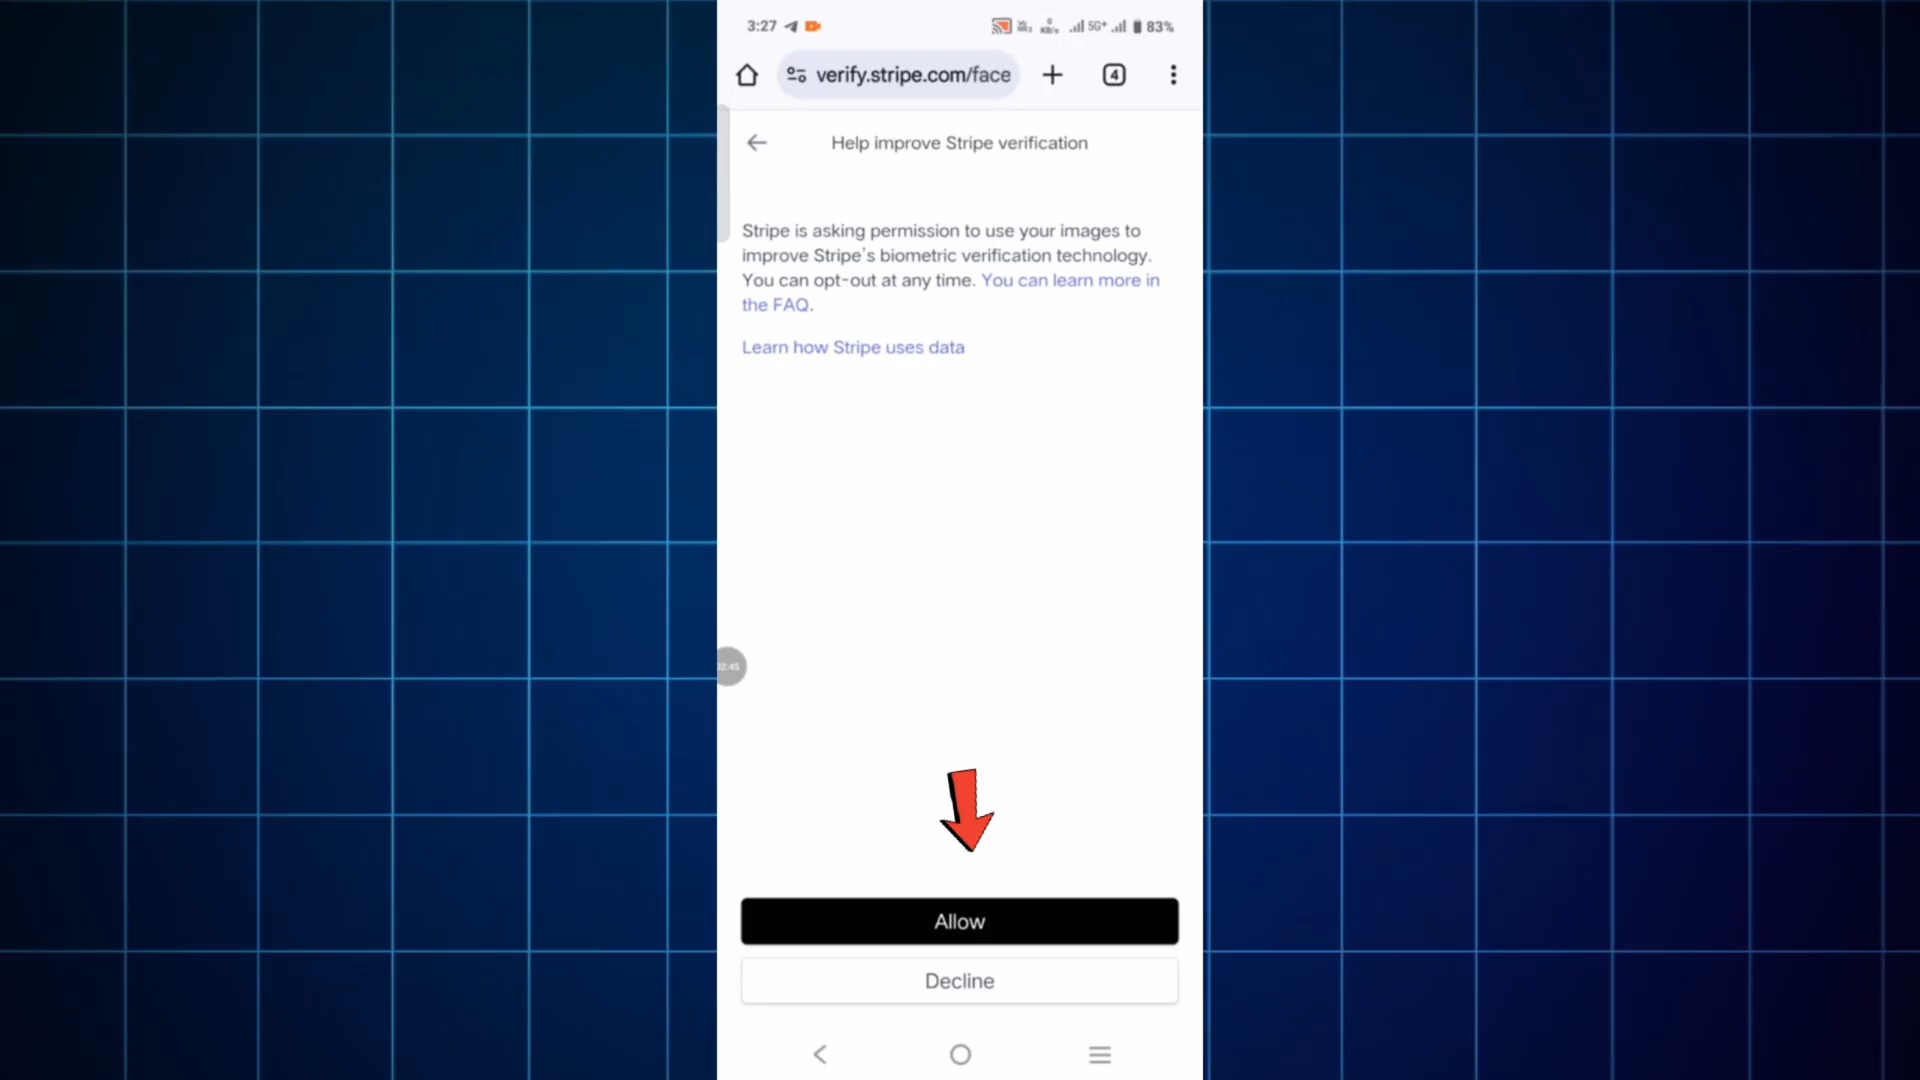 3:27
5G+ 83%
verify.stripe.com/face
4
Help improve Stripe verification
Stripe is asking permission to use your images to
improve Stripe's biometric verification technology.
You can opt-out at any time. You can learn more in
the FAQ.
Learn how Stripe uses data
Allow
Decline